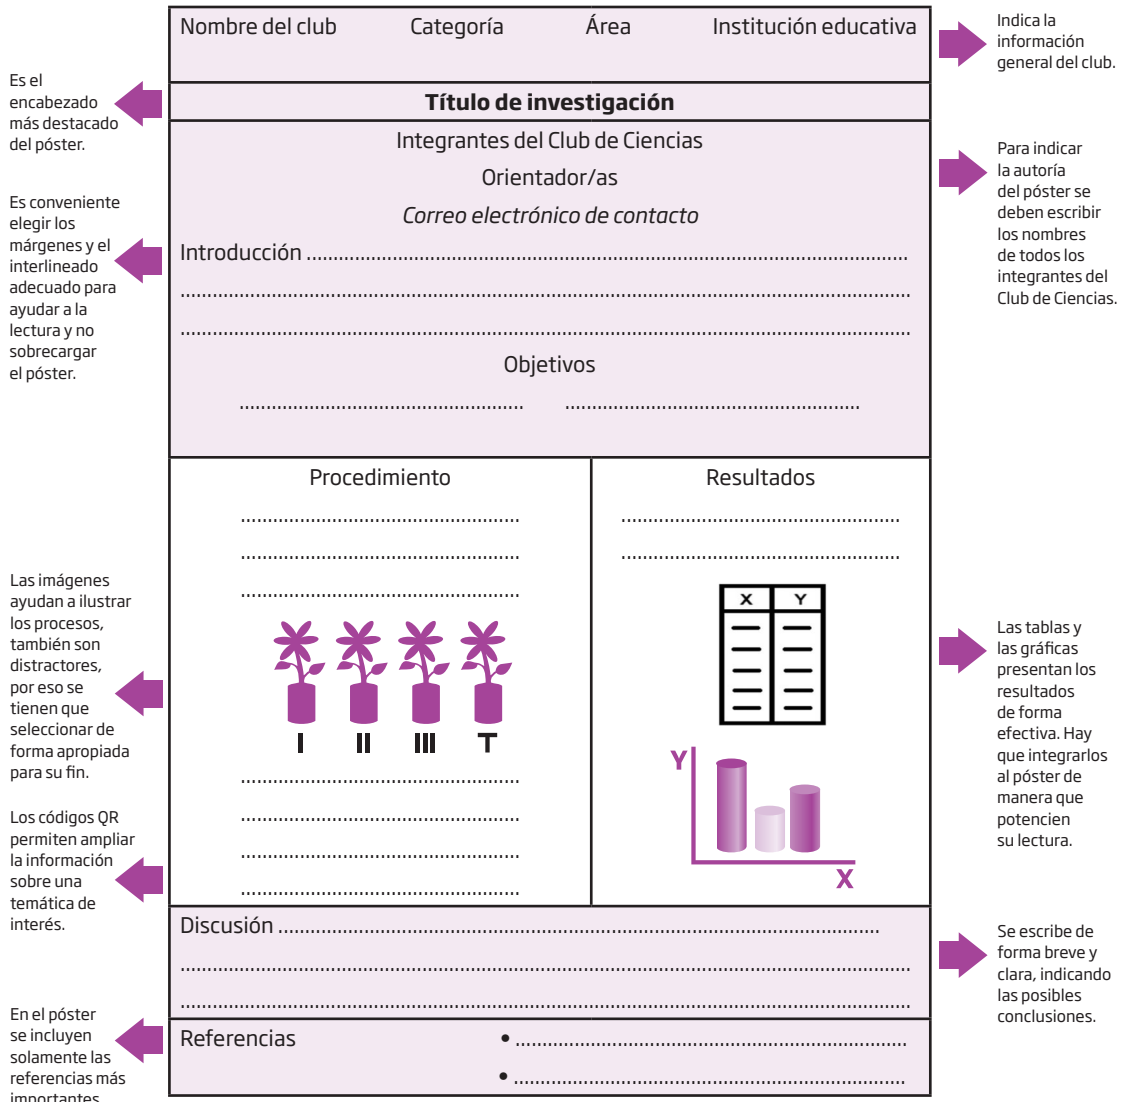 Nombre del club Categoría Área Institución educativa
Indica la
información
general del club.
Es el
encabezado
más destacado
del póster.
Título de investigación
Integrantes del Club de Ciencias
Orientador/as
Correo electrónico de contacto
Para indicar
la autoría
del póster se
deben escribir
los nombres
de todos los
integrantes del
Club de Ciencias.
Es conveniente
elegir los
márgenes y el
interlineado
adecuado para
ayudar a la
lectura y no
sobrecargar
el póster.
Introducción
Objetivos
Procedimiento
I II III T
Resultados
X Y
Y
X
Las imágenes
ayudan a ilustrar
los procesos,
también son
distractores,
por eso se
tienen que
seleccionar de
forma apropiada
para su fin.
Las tablas y
las gráficas
presentan los
resultados
de forma
efectiva. Hay
que integrarlos
al póster de
manera que
potencien
su lectura.
Los códigos QR
permiten ampliar
la información
sobre una
temática de
interés.
Discusión
Se escribe de
forma breve y
clara, indicando
las posibles
conclusiones.
En el póster
se incluyen
solamente las
referencias más
importantes
Referencias